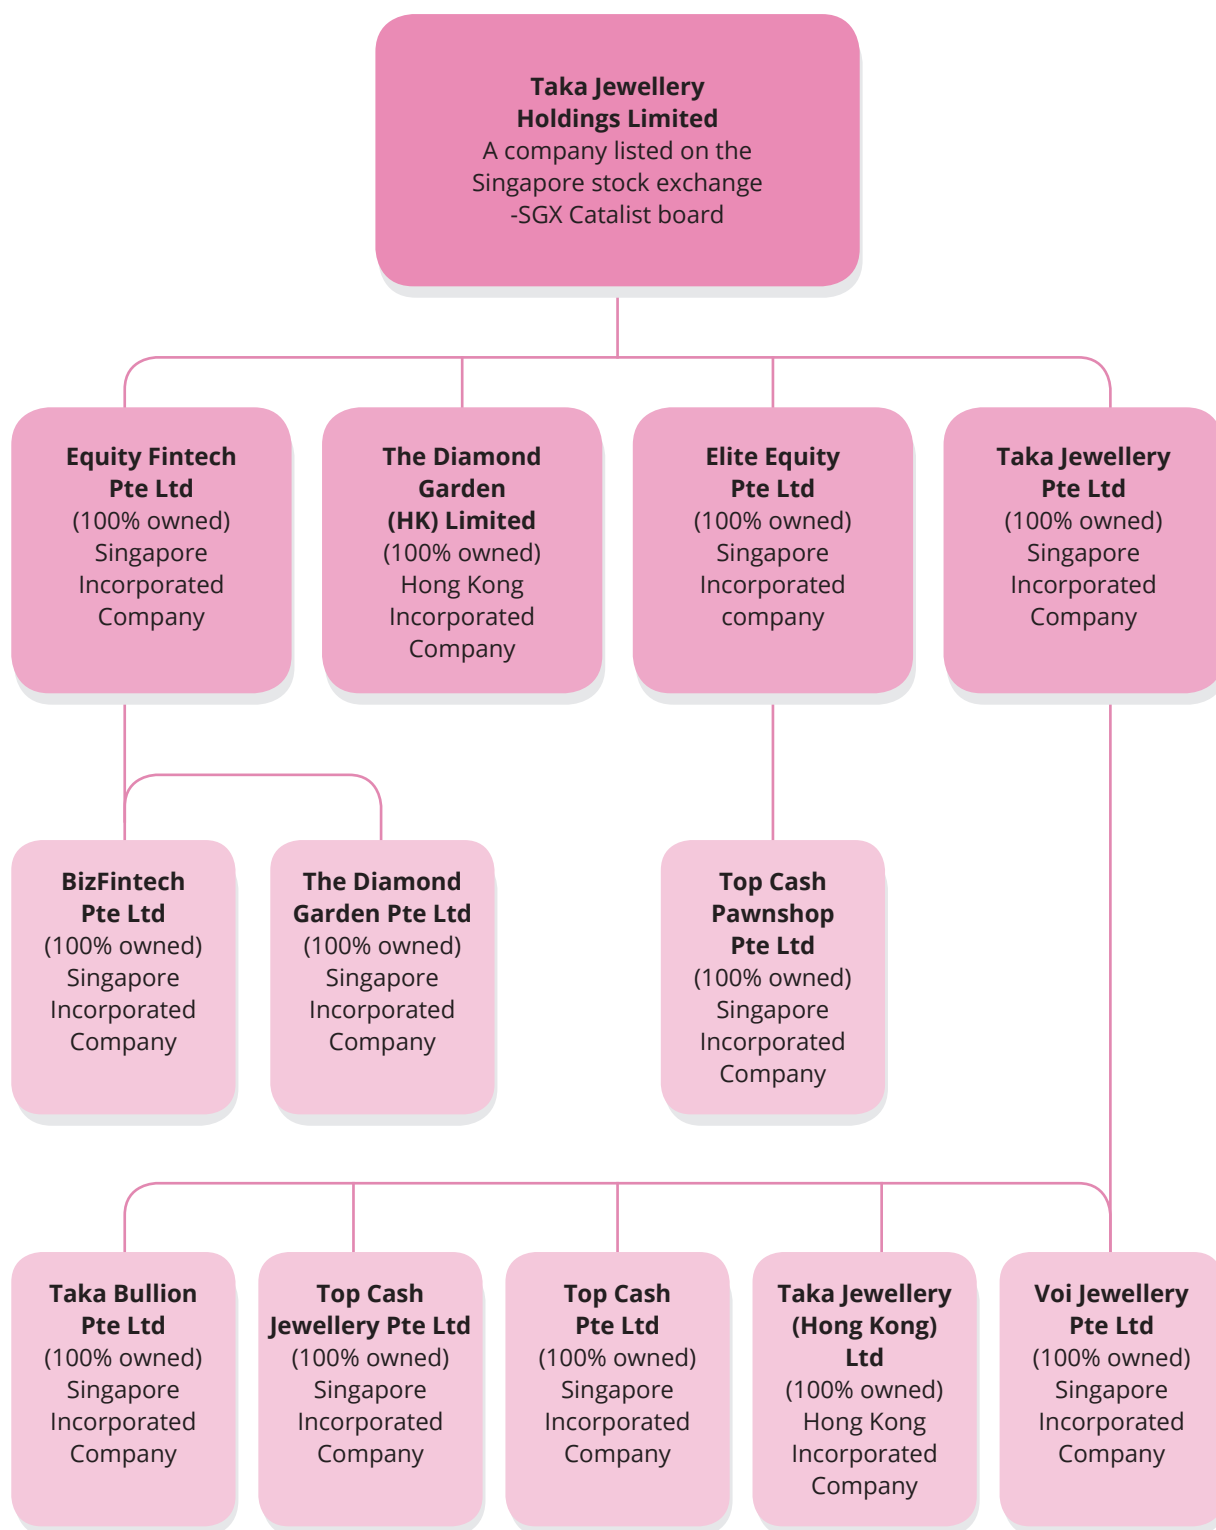 Taka Jewellery
Holdings Limited
A company listed on the
Singapore stock exchange
-SGX Catalist board
Equity Fintech
Pte Ltd
(100% owned)
Singapore
Incorporated
Company
The Diamond
Garden
(HK) Limited
(100% owned)
Hong Kong
Incorporated
Company
Elite Equity
Pte Ltd
(100% owned)
Singapore
Incorporated
company
Taka Jewellery
Pte Ltd
(100% owned)
Singapore
Incorporated
Company
BizFintech
Pte Ltd
(100% owned)
Singapore
Incorporated
Company
The Diamond
Garden Pte Ltd
(100% owned)
Singapore
Incorporated
Company
Top Cash
Pawnshop
Pte Ltd
(100% owned)
Singapore
Incorporated
Company
Taka Bullion
Pte Ltd
(100% owned)
Singapore
Incorporated
Company
Top Cash
Jewellery Pte Ltd
(100% owned)
Singapore
Incorporated
Company
Top Cash
Pte Ltd
(100% owned)
Singapore
Incorporated
Company
Taka Jewellery
(Hong Kong)
Ltd
(100% owned)
Hong Kong
Incorporated
Company
Voi Jewellery
Pte Ltd
(100% owned)
Singapore
Incorporated
Company